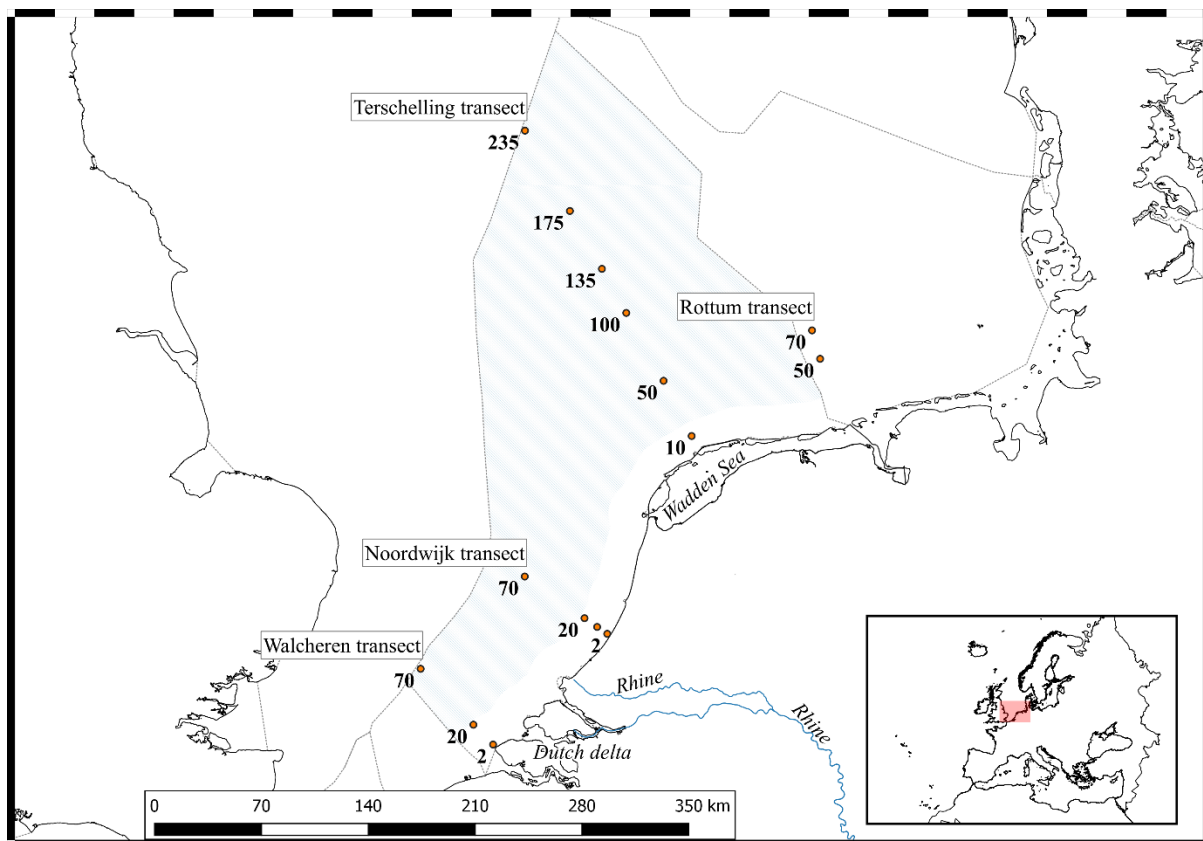 Terschelling transect
235
175
135
Rottum transect
100
70
50
50
10
Wadden Sea
Noordwijk transect
70
20
2
Walcheren transect
70
Rhine
Rhine
20
2
Dutch delta
0 70 140 210 280 350 km